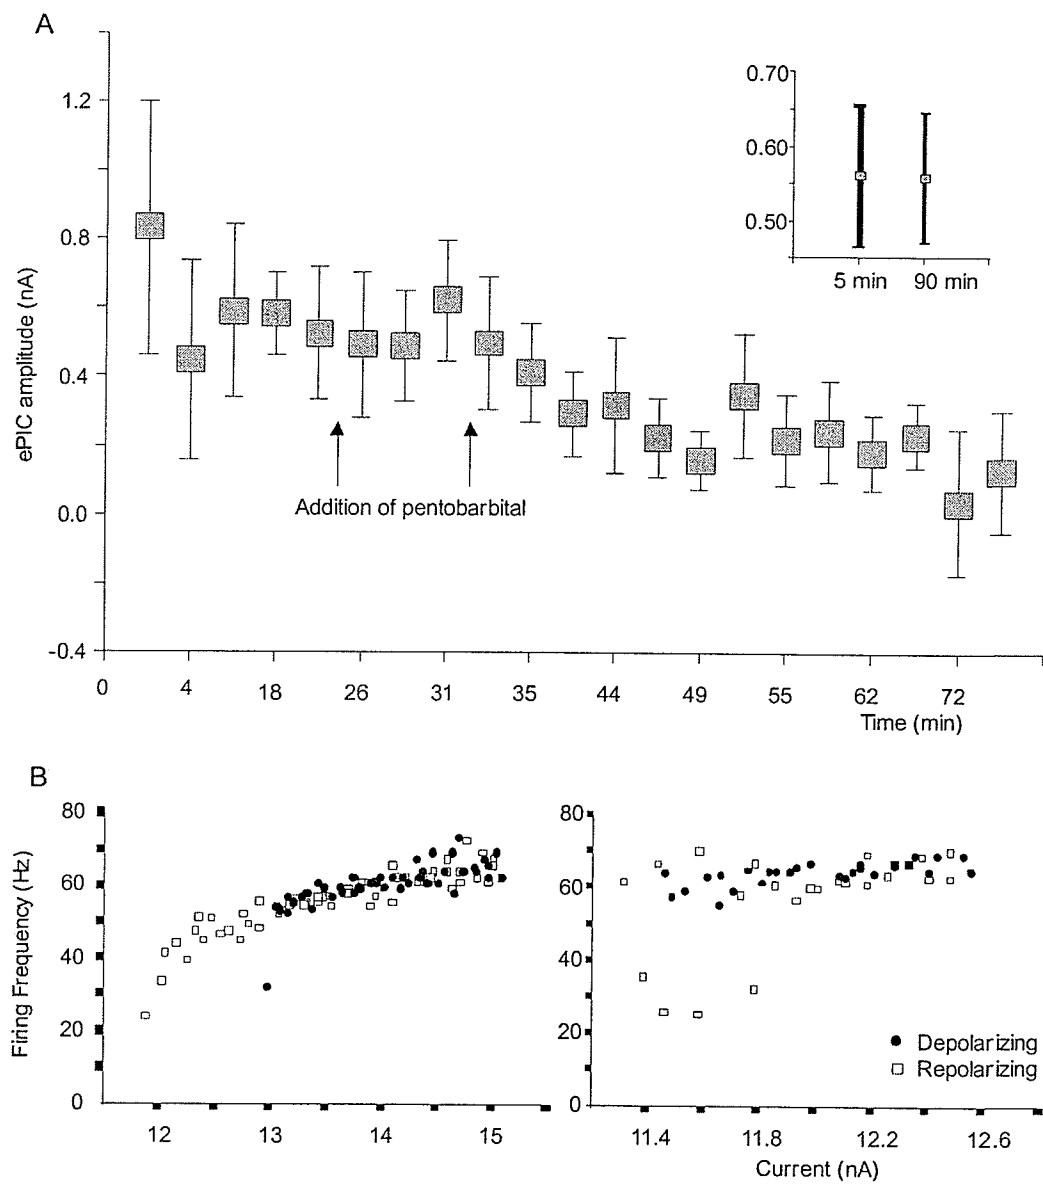 A
ePIC amplitude (nA)
1.2
0.8
0.4
0.0
-0.4
0.70
0.60
0.50
5 min 90 min
Addition of pentobarbital
0 4 18 26 31 35 44 49 55 62 72
Time (min)
B
Firing Frequency (Hz)
80
60
40
20
0
12 13 14 15
80
60
40
20
0
Depolarizing
Repolarizing
11.4 11.8 12.2 12.6
Current (nA)